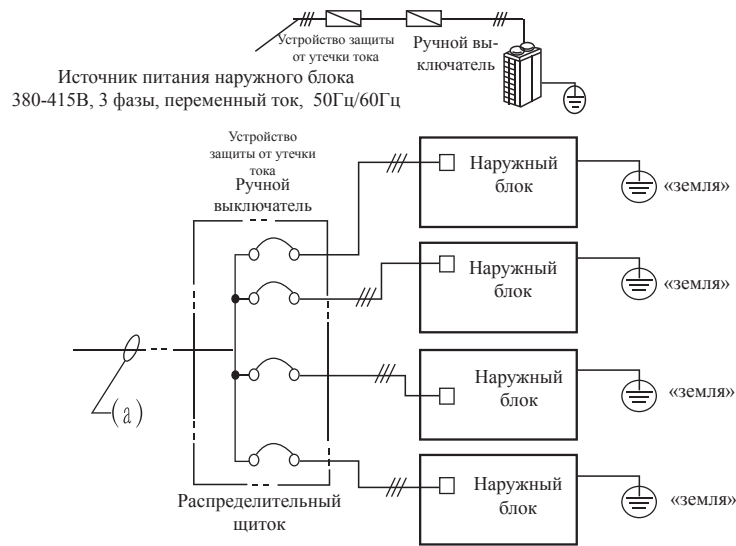 Устройство защиты
от утечки тока
Ручной вы-
ключатель
Источник питания наружного блока
380-415В, 3 фазы, переменный ток, 50Гц/60Гц
Устройство
защиты от утечки
тока
Ручной
выключатель
Наружный
блок
«земля»
Наружный
блок
«земля»
(a)
Наружный
блок
«земля»
Наружный
блок
«земля»
Распределительный
щиток